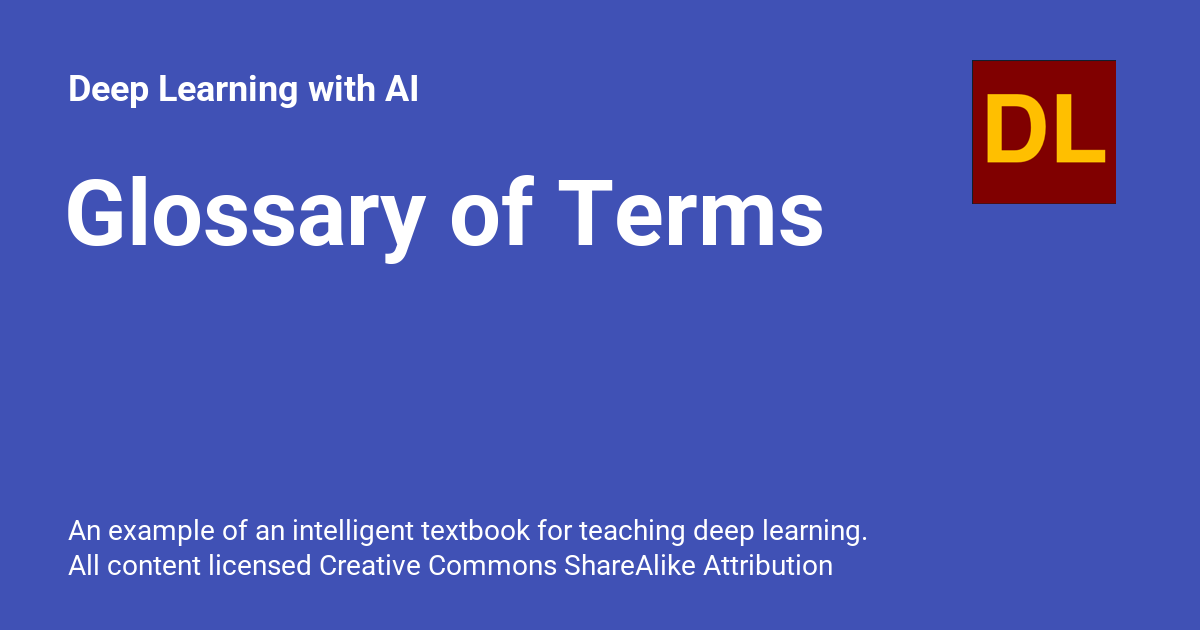 Deep Learning with AI
DL
Glossary of Terms
An example of an intelligent textbook for teaching deep learning.
All content licensed Creative Commons ShareAlike Attribution